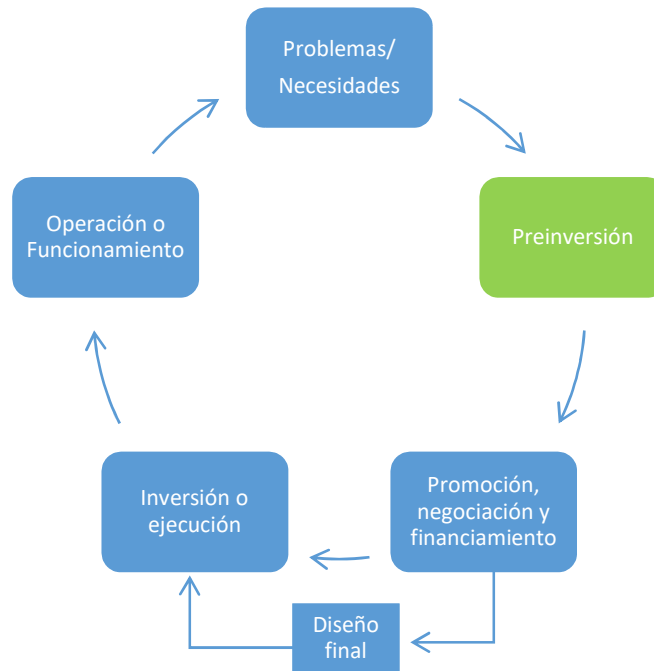 Problemas/
Necesidades
Preinversión
Promoción,
negociación y
financiamiento
Diseño
final
Inversión o
ejecución
Operación o
Funcionamiento